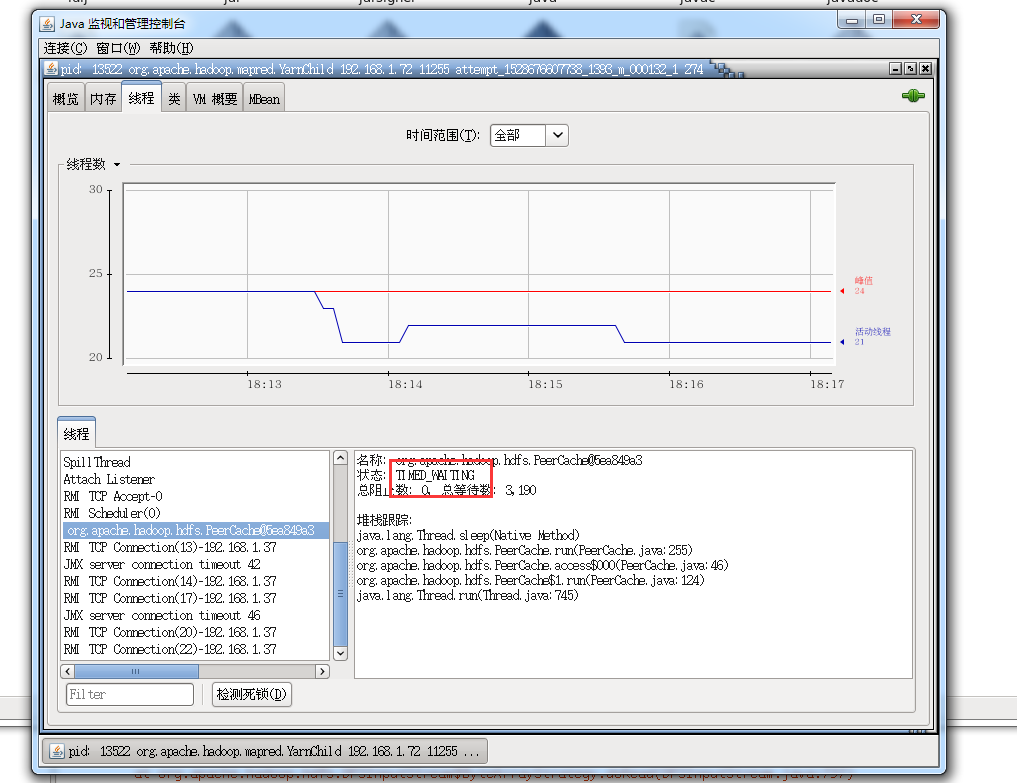 jar
jarsigner
java
javac
javadoc
Java 监视和管理控制台
连接(C) 窗口(W) 帮助(H)
pid: 13522 org.apache.hadoop.mapred.YarnChild 192.168.1.72 11255 attempt_1528676607738_1393_m_000132_1 274
概览 内存 线程 类 VM 概要 MBean
时间范围(T): 全部
线程数
30
25
20
峰值
24
活动线程
21
18:13 18:14 18:15 18:16 18:17
线程
SpillThread
Attach Listener
RMI TCP Accept-0
RMI Scheduler(0)
org.apache.hadoop.hdfs.PeerCache@5ea849a3
RMI TCP Connection(13)-192.168.1.37
JMX server connection timeout 42
RMI TCP Connection(14)-192.168.1.37
RMI TCP Connection(17)-192.168.1.37
JMX server connection timeout 46
RMI TCP Connection(20)-192.168.1.37
RMI TCP Connection(22)-192.168.1.37
Filter
检测死锁(D)
名称: org.apache.hadoop.hdfs.PeerCache@5ea849a3
状态: TIMED_WAITING
总阻止数: 0, 总等待数: 3,190
堆栈跟踪:
java.lang.Thread.sleep(Native Method)
org.apache.hadoop.hdfs.PeerCache.run(PeerCache.java:255)
org.apache.hadoop.hdfs.PeerCache.access$000(PeerCache.java:46)
org.apache.hadoop.hdfs.PeerCache$1.run(PeerCache.java:124)
java.lang.Thread.run(Thread.java:745)
pid: 13522 org.apache.hadoop.mapred.YarnChild 192.168.1.72 11255 ...